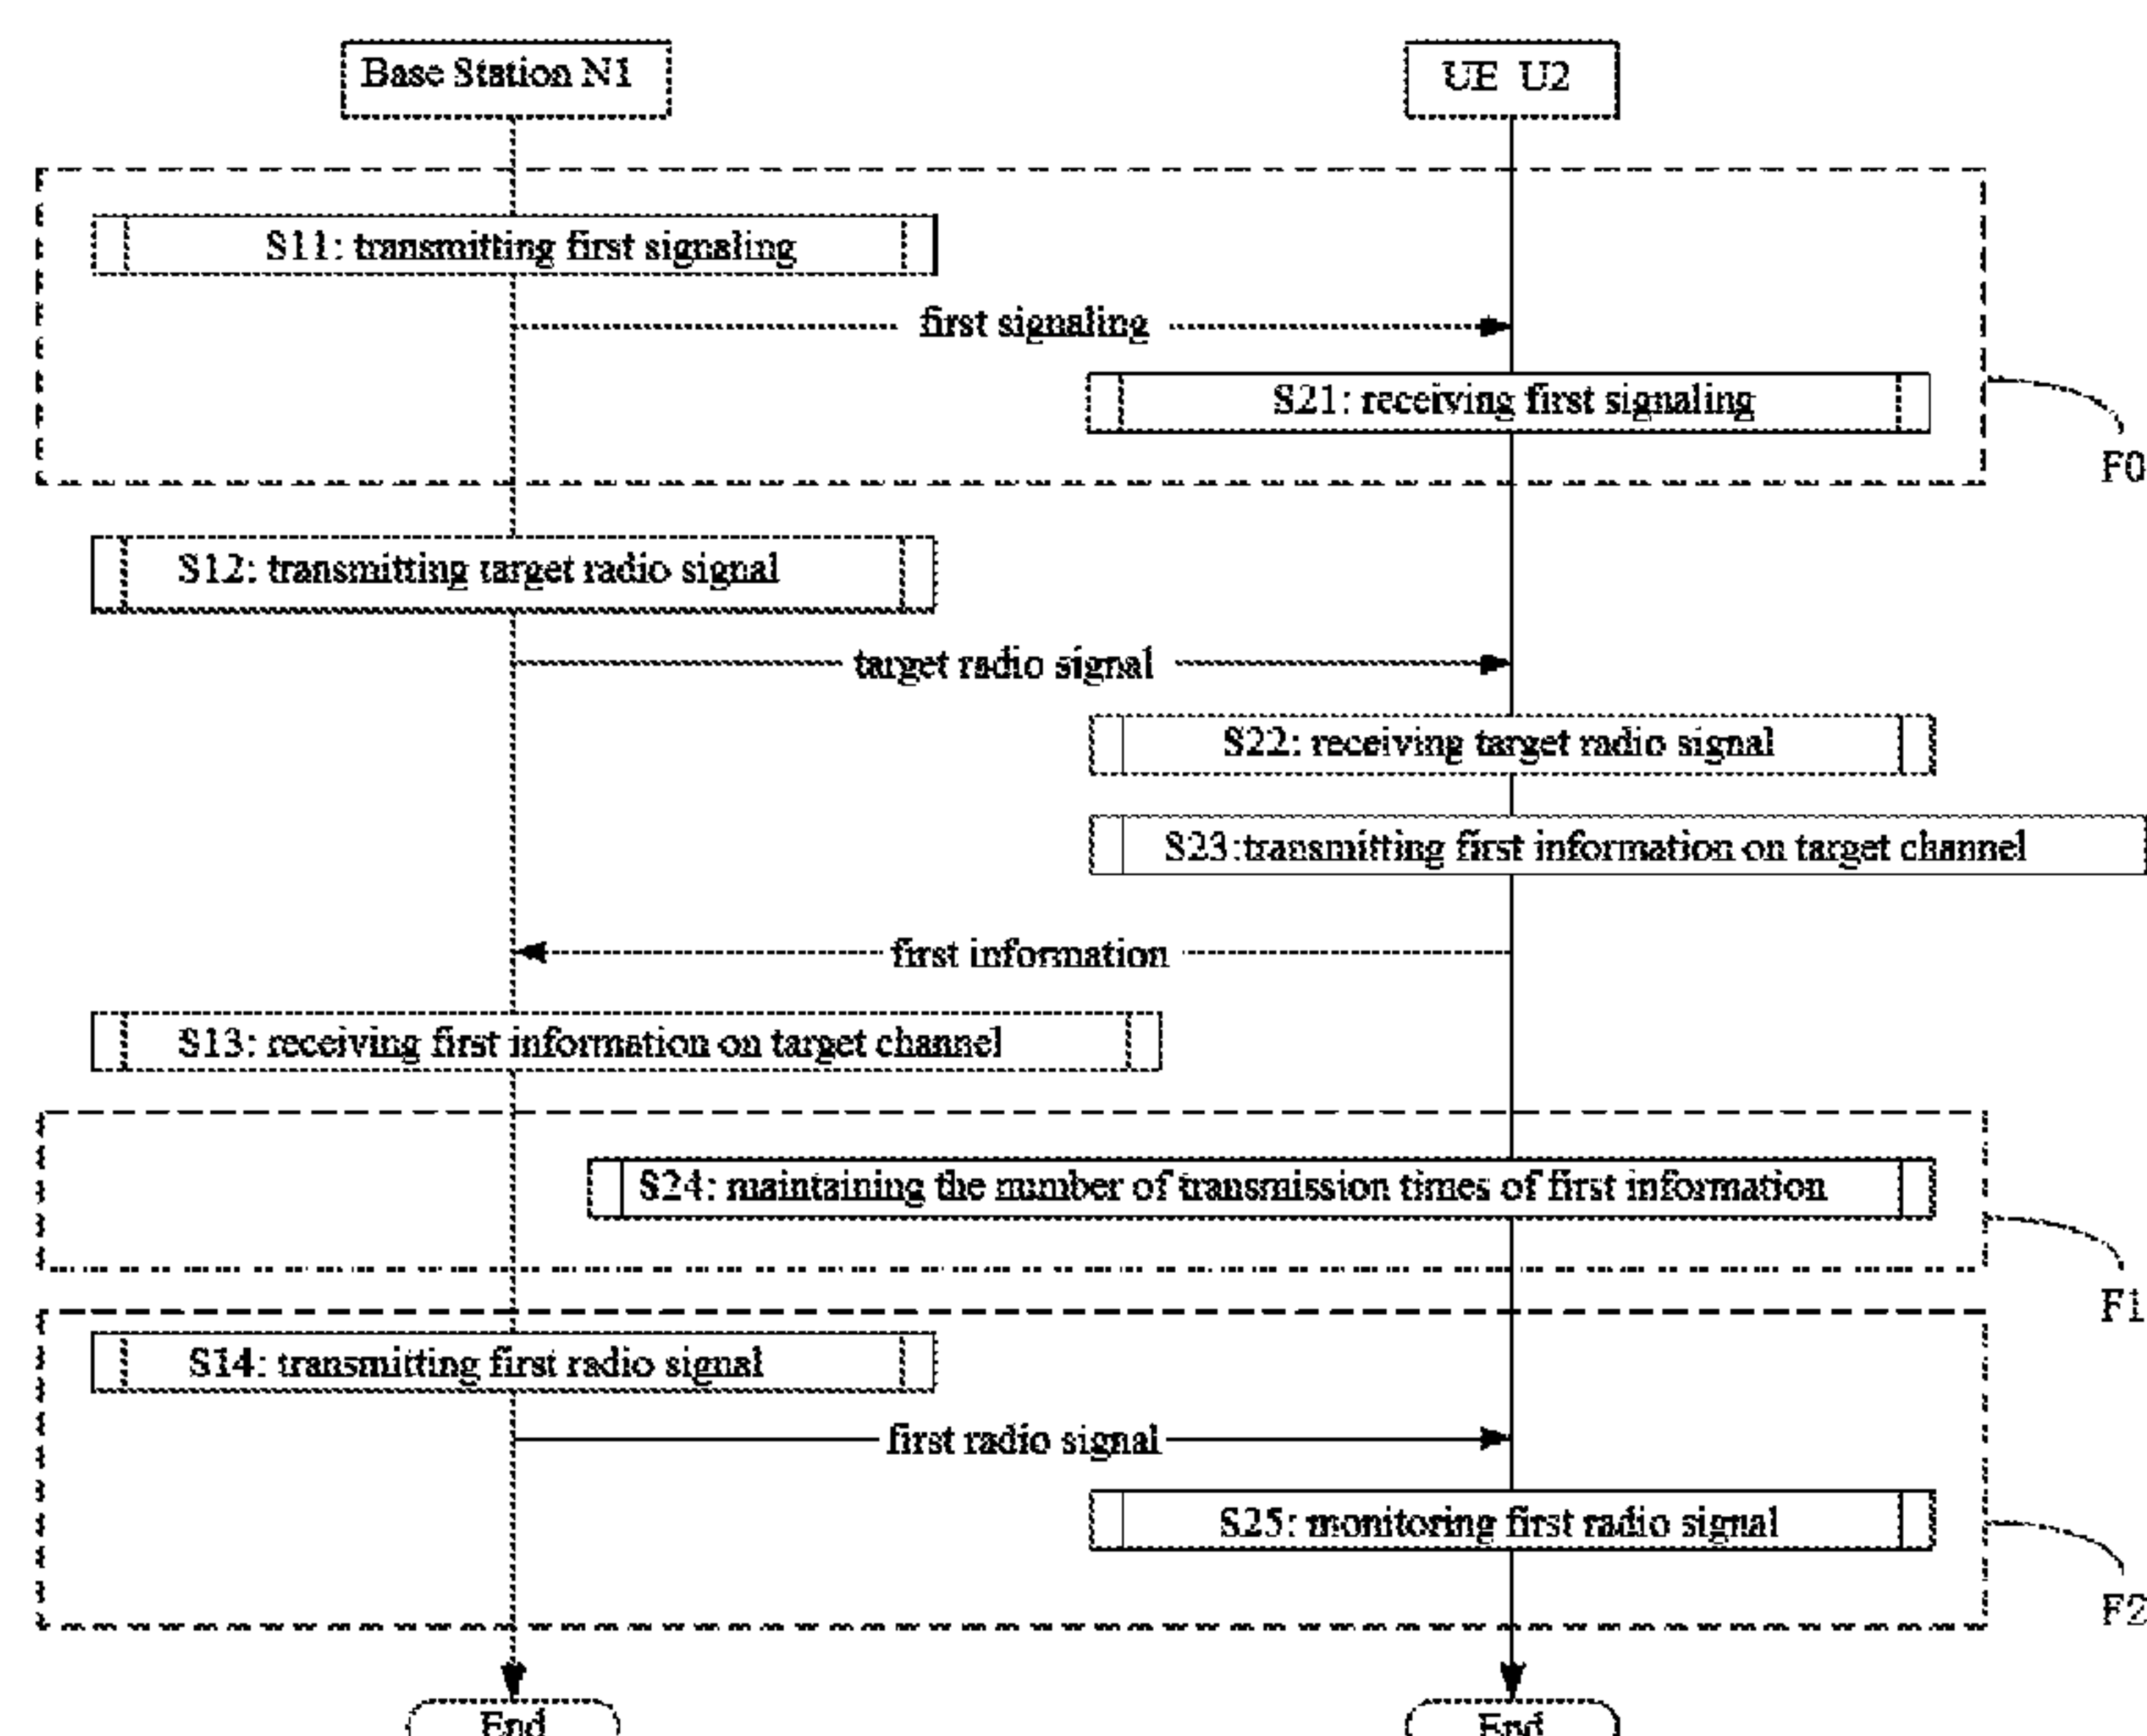 Base Station N1
UE U2
S11: transmitting first signaling
first signaling
S21: receiving first signaling
F0
S12: transmitting target radio signal
target radio signal
S22: receiving target radio signal
S23:transmitting first information on target channel
first information
S13: receiving first information on target channel
S24: maintaining the number of transmission times of first information
F1
S14: transmitting first radio signal
first radio signal
S25: monitoring first radio signal
F2
End
End